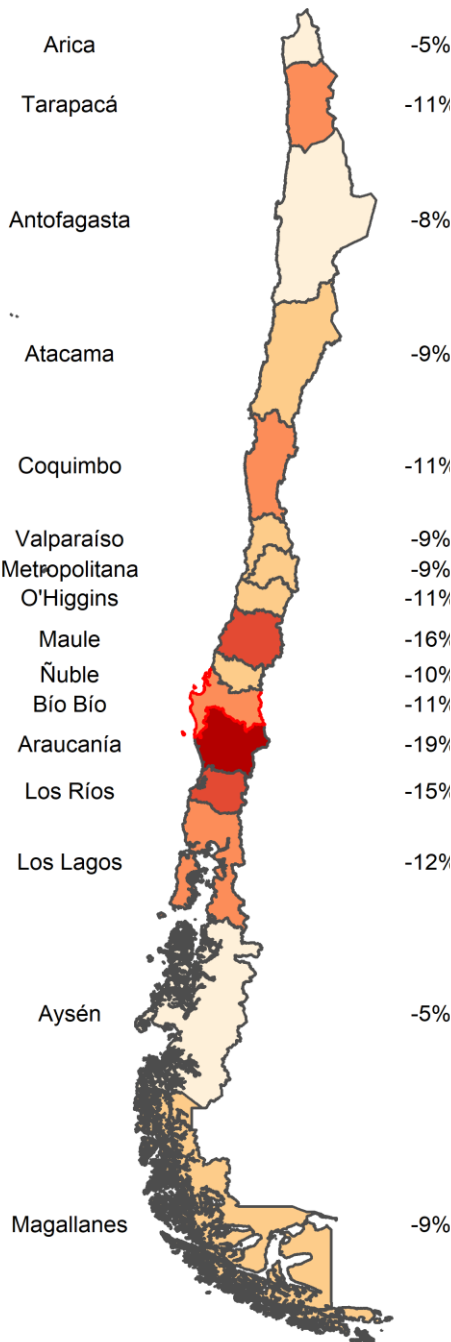 Arica -5%
Tarapacá -11%
Antofagasta -8%
Atacama -9%
Coquimbo -11%
Valparaíso -9%
Metropolitana -9%
O'Higgins -11%
Maule -16%
Ñuble -10%
Bío Bío -11%
Araucanía -19%
Los Ríos -15%
Los Lagos -12%
Aysén -5%
Magallanes -9%